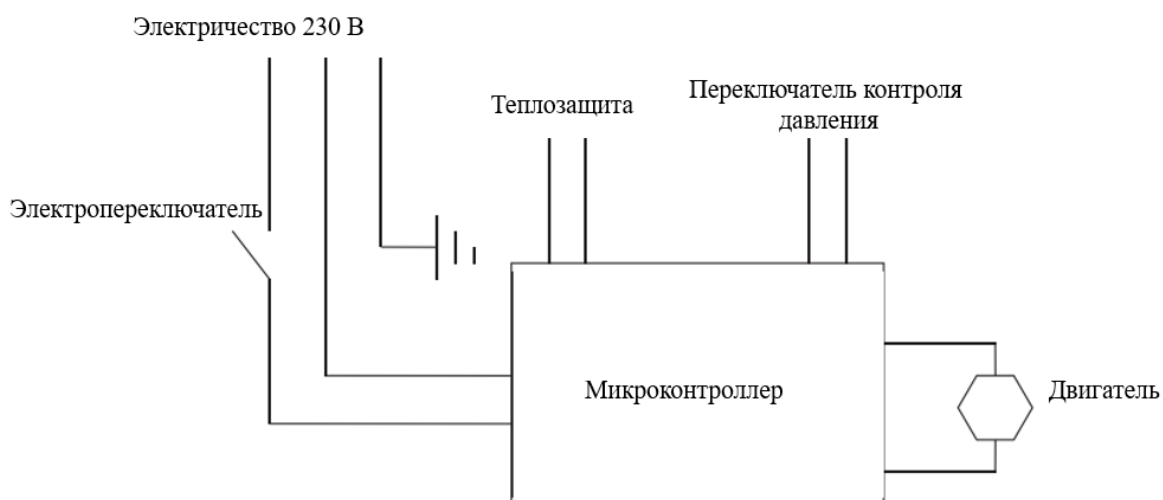 Электричество 230 В
Теплозащита
Переключатель контроля
давления
Электропереключатель
Микроконтроллер
Двигатель